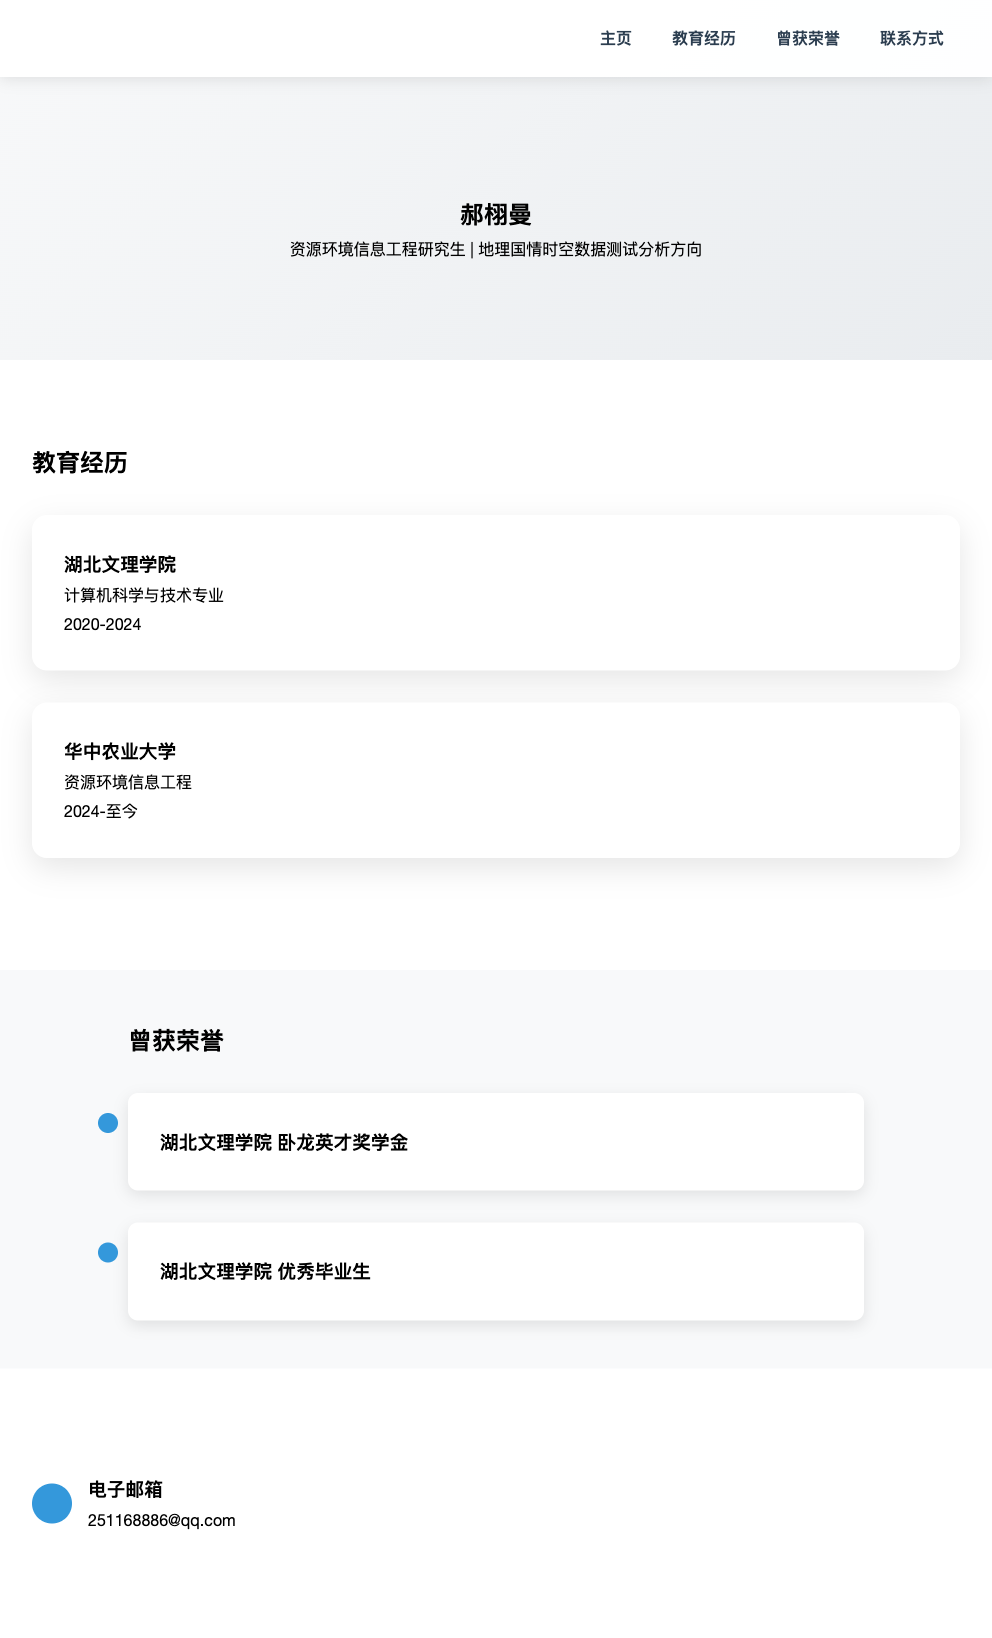 主页 教育经历 曾获荣誉 联系方式
郝栩曼
资源环境信息工程研究生 | 地理国情时空数据测试分析方向
教育经历
湖北文理学院
计算机科学与技术专业
2020-2024
华中农业大学
资源环境信息工程
2024-至今
曾获荣誉
湖北文理学院 卧龙英才奖学金
湖北文理学院 优秀毕业生
电子邮箱
251168886@qq.com